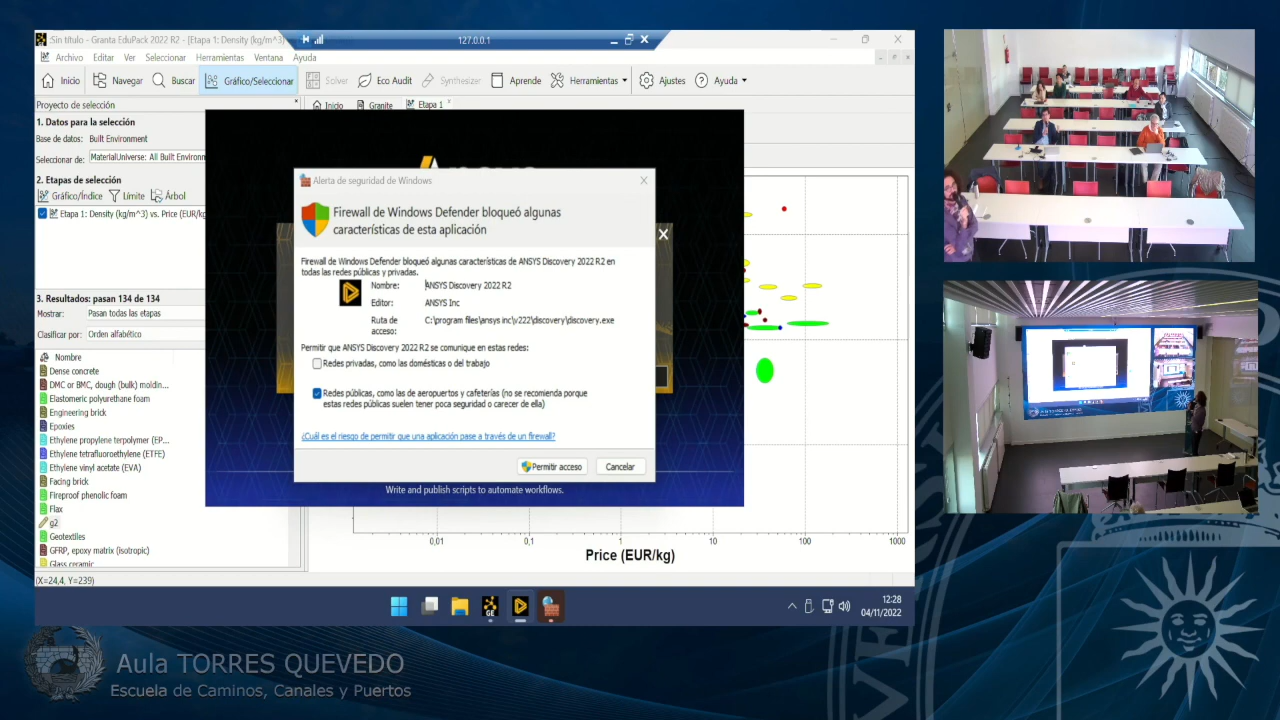 Sin título - Granta EduPack 2022 R2 - [Etapa 1: Density (kg/m^3)
127.0.0.1
Archivo Editar Ver Seleccionar Herramientas Ventana Ayuda
Inicio Navegar Buscar Gráfico/Seleccionar Solver Eco Audit Synthesizer Aprende Herramientas Ajustes Ayuda
Proyecto de selección
Inicio Granite Etapa 1
1. Datos para la selección
Base de datos: Built Environment
Seleccionar de: MaterialUniverse: All Built Environm
2. Etapas de selección
Gráfico/Índice Límite Árbol
Etapa 1: Density (kg/m^3) vs. Price (EUR/kg
3. Resultados: pasan 134 de 134
Mostrar: Pasan todas las etapas
Clasificar por: Orden alfabético
Nombre
Dense concrete
DMC or BMC, dough (bulk) moldin...
Elastomeric polyurethane foam
Engineering brick
Epoxies
Ethylene propylene terpolymer (EP...
Ethylene tetrafluoroethylene (ETFE)
Ethylene vinyl acetate (EVA)
Facing brick
Fireproof phenolic foam
Flax
g2
Geotextiles
GFRP, epoxy matrix (isotropic)
Glass ceramic
(X=24,4, Y=239)
Alerta de seguridad de Windows
Firewall de Windows Defender bloqueó algunas
características de esta aplicación
Firewall de Windows Defender bloqueó algunas características de ANSYS Discovery 2022 R2 en
todas las redes públicas y privadas.
Nombre: ANSYS Discovery 2022 R2
Editor: ANSYS Inc
Ruta de acceso: C:\program files\ansys inc\v222\discovery\discovery.exe
Permitir que ANSYS Discovery 2022 R2 se comunique en estas redes:
Redes privadas, como las domésticas o del trabajo
Redes públicas, como las de aeropuertos y cafeterías (no se recomienda porque
estas redes públicas suelen tener poca seguridad o carecer de ella)
¿Cuál es el riesgo de permitir que una aplicación pase a través de un firewall?
Permitir acceso Cancelar
Write and publish scripts to automate workflows.
0,01 0,1 1 10 100 1000
Price (EUR/kg)
GE
12:28
04/11/2022
Aula TORRES QUEVEDO
Escuela de Caminos, Canales y Puertos